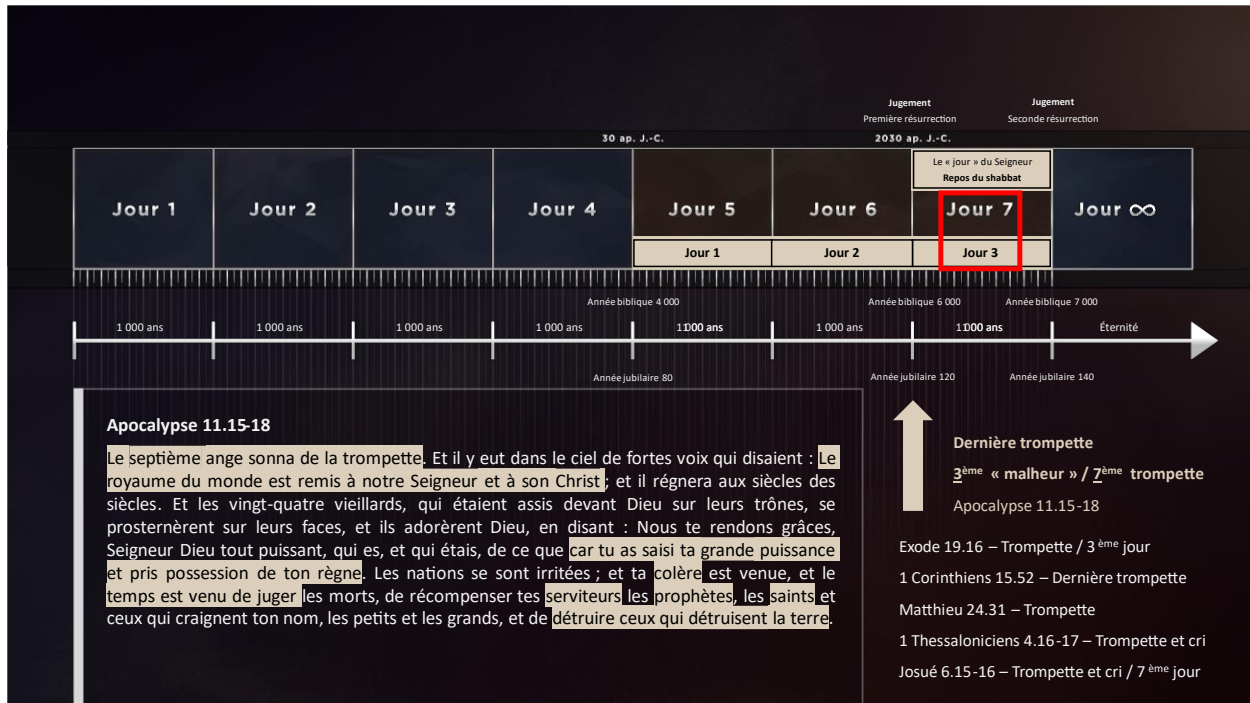 Jugement
Première résurrection
Jugement
Seconde résurrection
30 ap. J.-C.
2030 ap. J.-C.
Le « jour » du Seigneur
Repos du shabbat
Jour 1
Jour 2
Jour 3
Jour 4
Jour 5
Jour 6
Jour 7
Jour ∞
Jour 1
Jour 2
Jour 3
Année biblique 4 000
Année biblique 6 000
Année biblique 7 000
1 000 ans
1 000 ans
1 000 ans
1 000 ans
1 000 ans
1 000 ans
1 000 ans
Éternité
Année jubilaire 80
Année jubilaire 120
Année jubilaire 140
Apocalypse 11.15-18
Le septième ange sonna de la trompette. Et il y eut dans le ciel de fortes voix qui disaient : Le
royaume du monde est remis à notre Seigneur et à son Christ ; et il régnera aux siècles des
siècles. Et les vingt-quatre vieillards, qui étaient assis devant Dieu sur leurs trônes, se
prosternèrent sur leurs faces, et ils adorèrent Dieu, en disant : Nous te rendons grâces,
Seigneur Dieu tout puissant, qui es, et qui étais, de ce que car tu as saisi ta grande puissance
et pris possession de ton règne. Les nations se sont irritées ; et ta colère est venue, et le
temps est venu de juger les morts, de récompenser tes serviteurs les prophètes, les saints et
ceux qui craignent ton nom, les petits et les grands, et de détruire ceux qui détruisent la terre.
Dernière trompette
3ème « malheur » / 7ème trompette
Apocalypse 11.15-18
Exode 19.16 – Trompette / 3 ème jour
1 Corinthiens 15.52 – Dernière trompette
Matthieu 24.31 – Trompette
1 Thessaloniciens 4.16-17 – Trompette et cri
Josué 6.15-16 – Trompette et cri / 7 ème jour